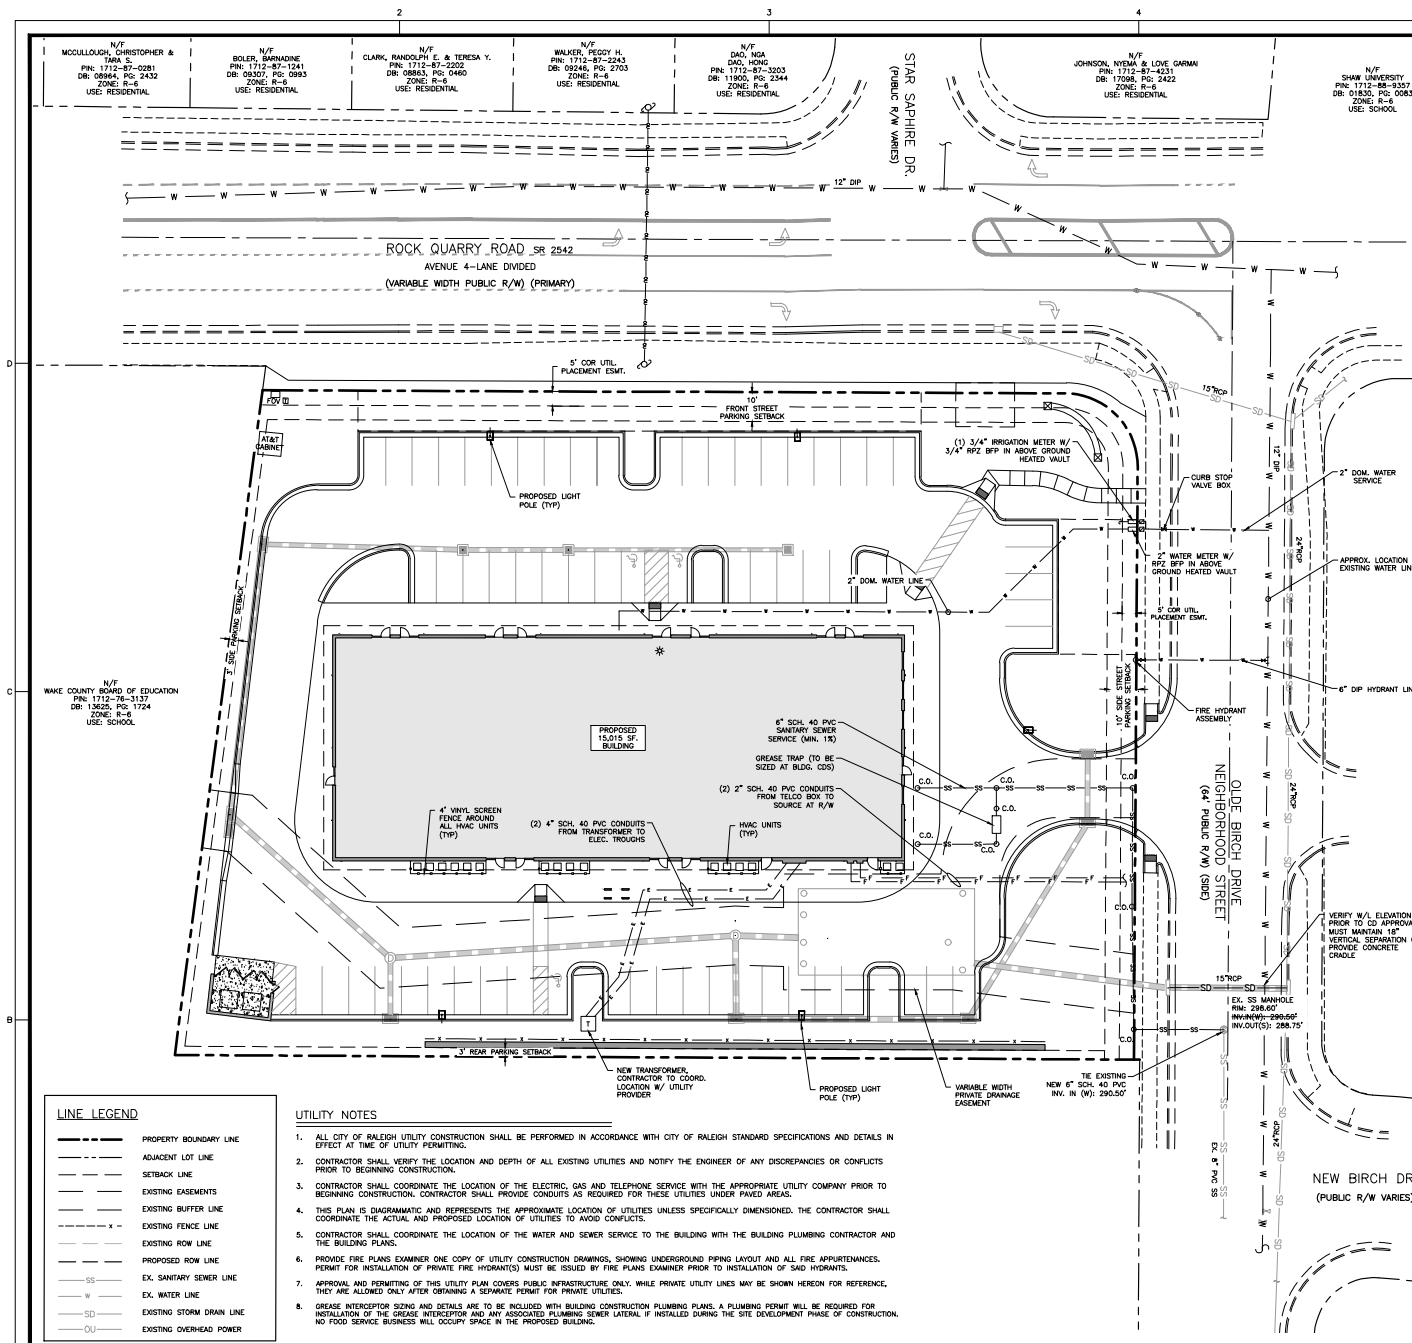 2
3
4
N/F
MCCULLOUGH, CHRISTOPHER &
TARA S.
PIN: 1712-87-0281
DB: 08964, PG: 2432
ZONE: R-6
USE: RESIDENTIAL
N/F
BOLER, BARNADINE
PIN: 1712-87-1241
DB: 09307, PG: 0993
ZONE: R-6
USE: RESIDENTIAL
N/F
CLARK, RANDOLPH E. & TERESA Y.
PIN: 1712-87-2202
DB: 08863, PG: 0460
ZONE: R-6
USE: RESIDENTIAL
N/F
WALKER, PEGGY H.
PIN: 1712-87-2243
DB: 09246, PG: 2703
ZONE: R-6
USE: RESIDENTIAL
N/F
DAO, NGA
DAO, HONG
PIN: 1712-87-3203
DB: 11900, PG: 2344
ZONE: R-6
USE: RESIDENTIAL
STAR SAPHIRE DR.
(PUBLIC R/W VARIES)
N/F
JOHNSON, NYEMA & LOVE GARMAI
PIN: 1712-87-4231
DB: 17098, PG: 2422
ZONE: R-6
USE: RESIDENTIAL
N/F
SHAW UNIVERSITY
PIN: 1712-88-9357
DB: 01830, PG: 0083
ZONE: R-6
USE: SCHOOL
12" DIP
ROCK QUARRY ROAD SR 2542
AVENUE 4-LANE DIVIDED
(VARIABLE WIDTH PUBLIC R/W) (PRIMARY)
D
5' COR UTIL.
PLACEMENT ESMT.
10'
FRONT STREET
PARKING SETBACK
15"RCP
FOV T
AT&T
CABINET
(1) 3/4" IRRIGATION METER W/
3/4" RPZ BFP IN ABOVE GROUND
HEATED VAULT
12" DIP
CURB STOP
VALVE BOX
2" DOM. WATER
SERVICE
PROPOSED LIGHT
POLE (TYP)
24"RCP
2" WATER METER W/
RPZ BFP IN ABOVE
GROUND HEATED VAULT
APPROX. LOCATION
EXISTING WATER LIN
2" DOM. WATER LINE
5' COR UTIL.
PLACEMENT ESMT.
3' SIDE PARKING SETBACK
C
N/F
WAKE COUNTY BOARD OF EDUCATION
PIN: 1712-76-3137
DB: 13625, PG: 1724
ZONE: R-6
USE: SCHOOL
10' SIDE STREET
PARKING SETBACK
6" DIP HYDRANT LIN
FIRE HYDRANT
ASSEMBLY
PROPOSED
15,015 SF.
BUILDING
6" SCH. 40 PVC
SANITARY SEWER
SERVICE (MIN. 1%)
GREASE TRAP (TO BE
SIZED AT BLDG. CDS)
(2) 2" SCH. 40 PVC CONDUITS
FROM TELCO BOX TO
SOURCE AT R/W
C.O.
C.O.
C.O.
C.O.
C.O.
C.O.
OLDE BIRCH DRIVE
NEIGHBORHOOD STREET
(64' PUBLIC R/W) (SIDE)
24"RCP
4' VINYL SCREEN
FENCE AROUND
ALL HVAC UNITS
(TYP)
(2) 4" SCH. 40 PVC CONDUITS
FROM TRANSFORMER TO
ELEC. TROUGHS
HVAC UNITS
(TYP)
C.O.
VERIFY W/L ELEVATION
PRIOR TO CD APPROVA
MUST MAINTAIN 18"
VERTICAL SEPARATION
PROVIDE CONCRETE
CRADLE
15"RCP
EX. SS MANHOLE
RIM: 298.60'
INV.IN(W): 290.50'
INV.OUT(S): 288.75'
B
T
C.O.
3' REAR PARKING SETBACK
NEW TRANSFORMER,
CONTRACTOR TO COORD.
LOCATION W/ UTILITY
PROVIDER
PROPOSED LIGHT
POLE (TYP)
VARIABLE WIDTH
PRIVATE DRAINAGE
EASEMENT
TIE EXISTING
NEW 6" SCH. 40 PVC
INV. IN (W): 290.50'
EX. 8" PVC SS
24"RCP
NEW BIRCH DR
(PUBLIC R/W VARIES)
LINE LEGEND
PROPERTY BOUNDARY LINE
ADJACENT LOT LINE
SETBACK LINE
EXISTING EASEMENTS
EXISTING BUFFER LINE
x EXISTING FENCE LINE
EXISTING ROW LINE
PROPOSED ROW LINE
SS EX. SANITARY SEWER LINE
W EX. WATER LINE
SD EXISTING STORM DRAIN LINE
OU EXISTING OVERHEAD POWER
UTILITY NOTES
1. ALL CITY OF RALEIGH UTILITY CONSTRUCTION SHALL BE PERFORMED IN ACCORDANCE WITH CITY OF RALEIGH STANDARD SPECIFICATIONS AND DETAILS IN
EFFECT AT TIME OF UTILITY PERMITTING.
2. CONTRACTOR SHALL VERIFY THE LOCATION AND DEPTH OF ALL EXISTING UTILITIES AND NOTIFY THE ENGINEER OF ANY DISCREPANCIES OR CONFLICTS
PRIOR TO BEGINNING CONSTRUCTION.
3. CONTRACTOR SHALL COORDINATE THE LOCATION OF THE ELECTRIC, GAS AND TELEPHONE SERVICE WITH THE APPROPRIATE UTILITY COMPANY PRIOR TO
BEGINNING CONSTRUCTION. CONTRACTOR SHALL PROVIDE CONDUITS AS REQUIRED FOR THESE UTILITIES UNDER PAVED AREAS.
4. THIS PLAN IS DIAGRAMMATIC AND REPRESENTS THE APPROXIMATE LOCATION OF UTILITIES UNLESS SPECIFICALLY DIMENSIONED. THE CONTRACTOR SHALL
COORDINATE THE ACTUAL AND PROPOSED LOCATION OF UTILITIES TO AVOID CONFLICTS.
5. CONTRACTOR SHALL COORDINATE THE LOCATION OF THE WATER AND SEWER SERVICE TO THE BUILDING WITH THE BUILDING PLUMBING CONTRACTOR AND
THE BUILDING PLANS.
6. PROVIDE FIRE PLANS EXAMINER ONE COPY OF UTILITY CONSTRUCTION DRAWINGS, SHOWING UNDERGROUND PIPING LAYOUT AND ALL FIRE APPURTENANCES.
PERMIT FOR INSTALLATION OF PRIVATE FIRE HYDRANT(S) MUST BE ISSUED BY FIRE PLANS EXAMINER PRIOR TO INSTALLATION OF SAID HYDRANTS.
7. APPROVAL AND PERMITTING OF THIS UTILITY PLAN COVERS PUBLIC INFRASTRUCTURE ONLY. WHILE PRIVATE UTILITY LINES MAY BE SHOWN HEREON FOR REFERENCE,
THEY ARE ALLOWED ONLY AFTER OBTAINING A SEPARATE PERMIT FOR PRIVATE UTILITIES.
8. GREASE INTERCEPTOR SIZING AND DETAILS ARE TO BE INCLUDED WITH BUILDING CONSTRUCTION PLUMBING PLANS. A PLUMBING PERMIT WILL BE REQUIRED FOR
INSTALLATION OF THE GREASE INTERCEPTOR AND ANY ASSOCIATED PLUMBING SEWER LATERAL IF INSTALLED DURING THE SITE DEVELOPMENT PHASE OF CONSTRUCTION.
NO FOOD SERVICE BUSINESS WILL OCCUPY SPACE IN THE PROPOSED BUILDING.